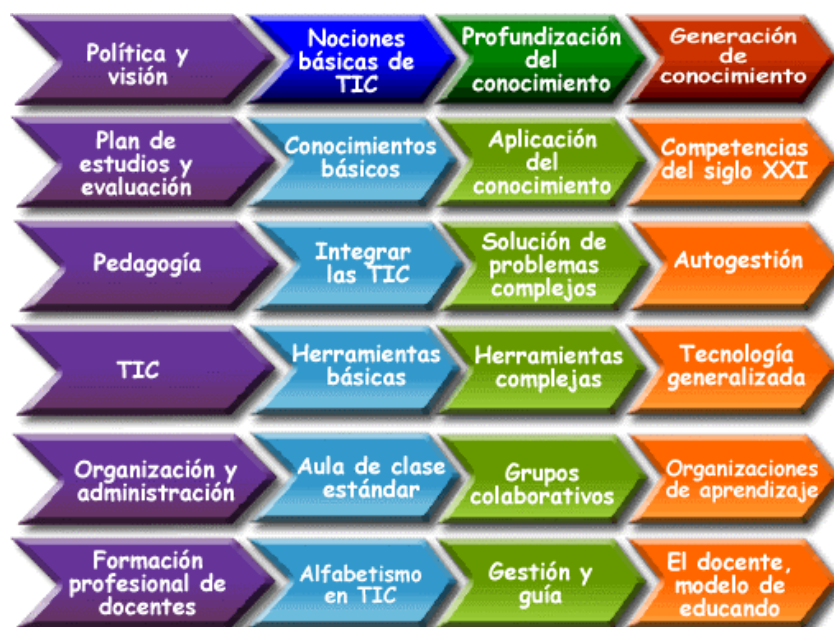 Política y
visión
Nociones
básicas de
TIC
Profundización
del
conocimiento
Generación
de
conocimiento
Plan de
estudios y
evaluación
Conocimientos
básicos
Aplicación
del
conocimiento
Competencias
del siglo XXI
Pedagogía
Integrar
las TIC
Solución de
problemas
complejos
Autogestión
TIC
Herramientas
básicas
Herramientas
complejas
Tecnología
generalizada
Organización y
administración
Aula de clase
estándar
Grupos
colaborativos
Organizaciones
de aprendizaje
Formación
profesional de
docentes
Alfabetismo
en TIC
Gestión y
guía
El docente,
modelo de
educando